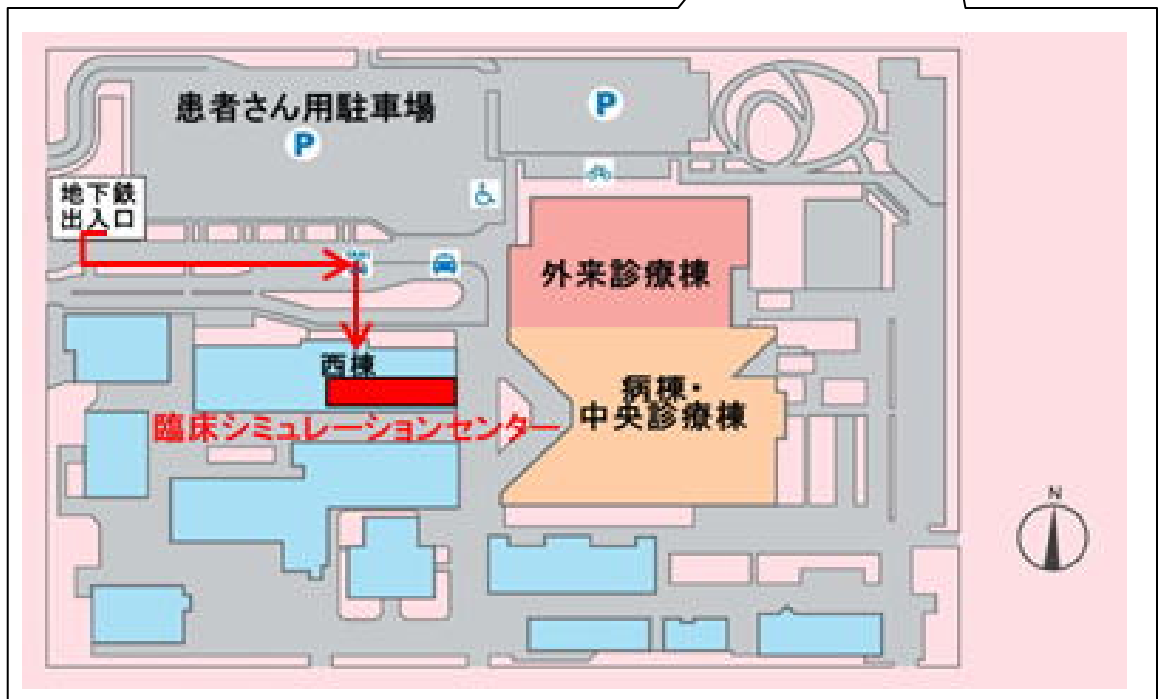 患者さん用駐車場
P
P
地下鉄
出入口
TAXI
外来診療棟
西棟
病棟・
中央診療棟
臨床シミュレーションセンター
N